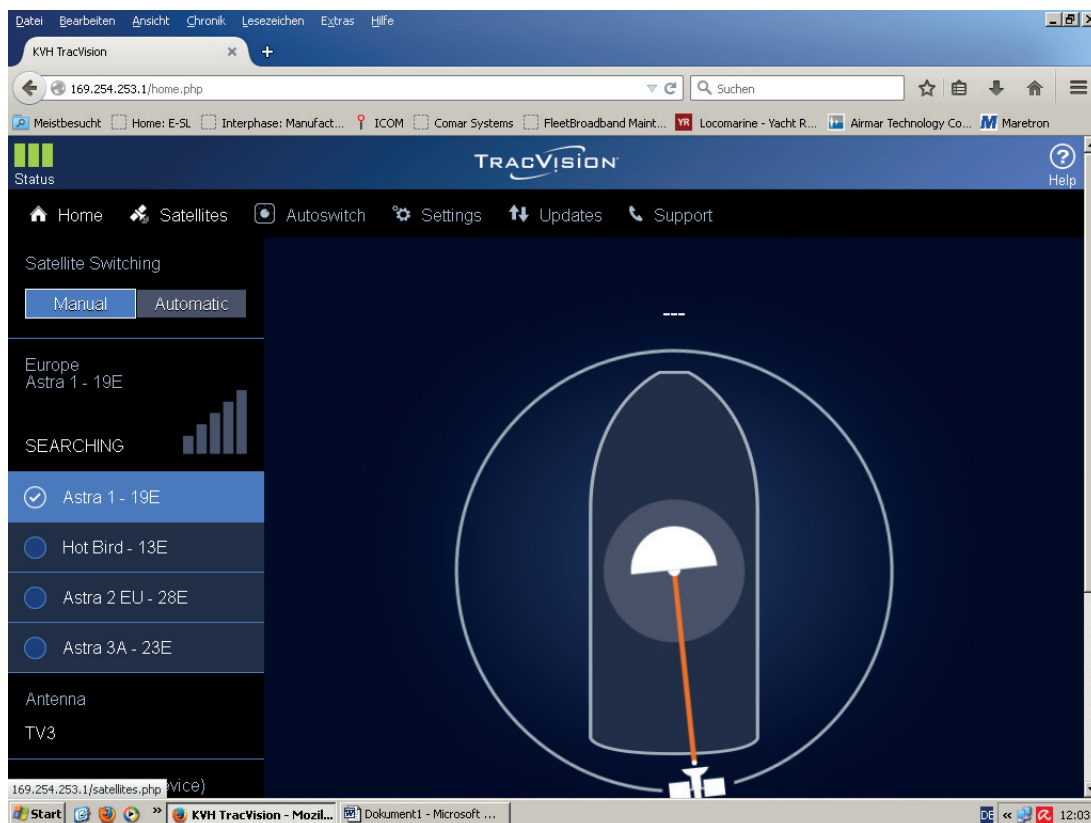 Datei Bearbeiten Ansicht Chronik Lesezeichen Extras Hilfe
KVH TracVision
169.254.253.1/home.php
Suchen
Meistbesucht Home: E-SL Interphase: Manufact... ICOM Comar Systems FleetBroadband Maint... YR Locomarine - Yacht R... Airmar Technology Co... M Maretron
Status
TRACVISION
Help
Home Satellites Autoswitch Settings Updates Support
Satellite Switching
Manual Automatic
---
Europe
Astra 1 - 19E
SEARCHING
Astra 1 - 19E
Hot Bird - 13E
Astra 2 EU - 28E
Astra 3A - 23E
Antenna
TV3
169.254.253.1/satellites.php vice)
Start » KVH TracVision - Mozil... Dokument1 - Microsoft ... DE « 12:03